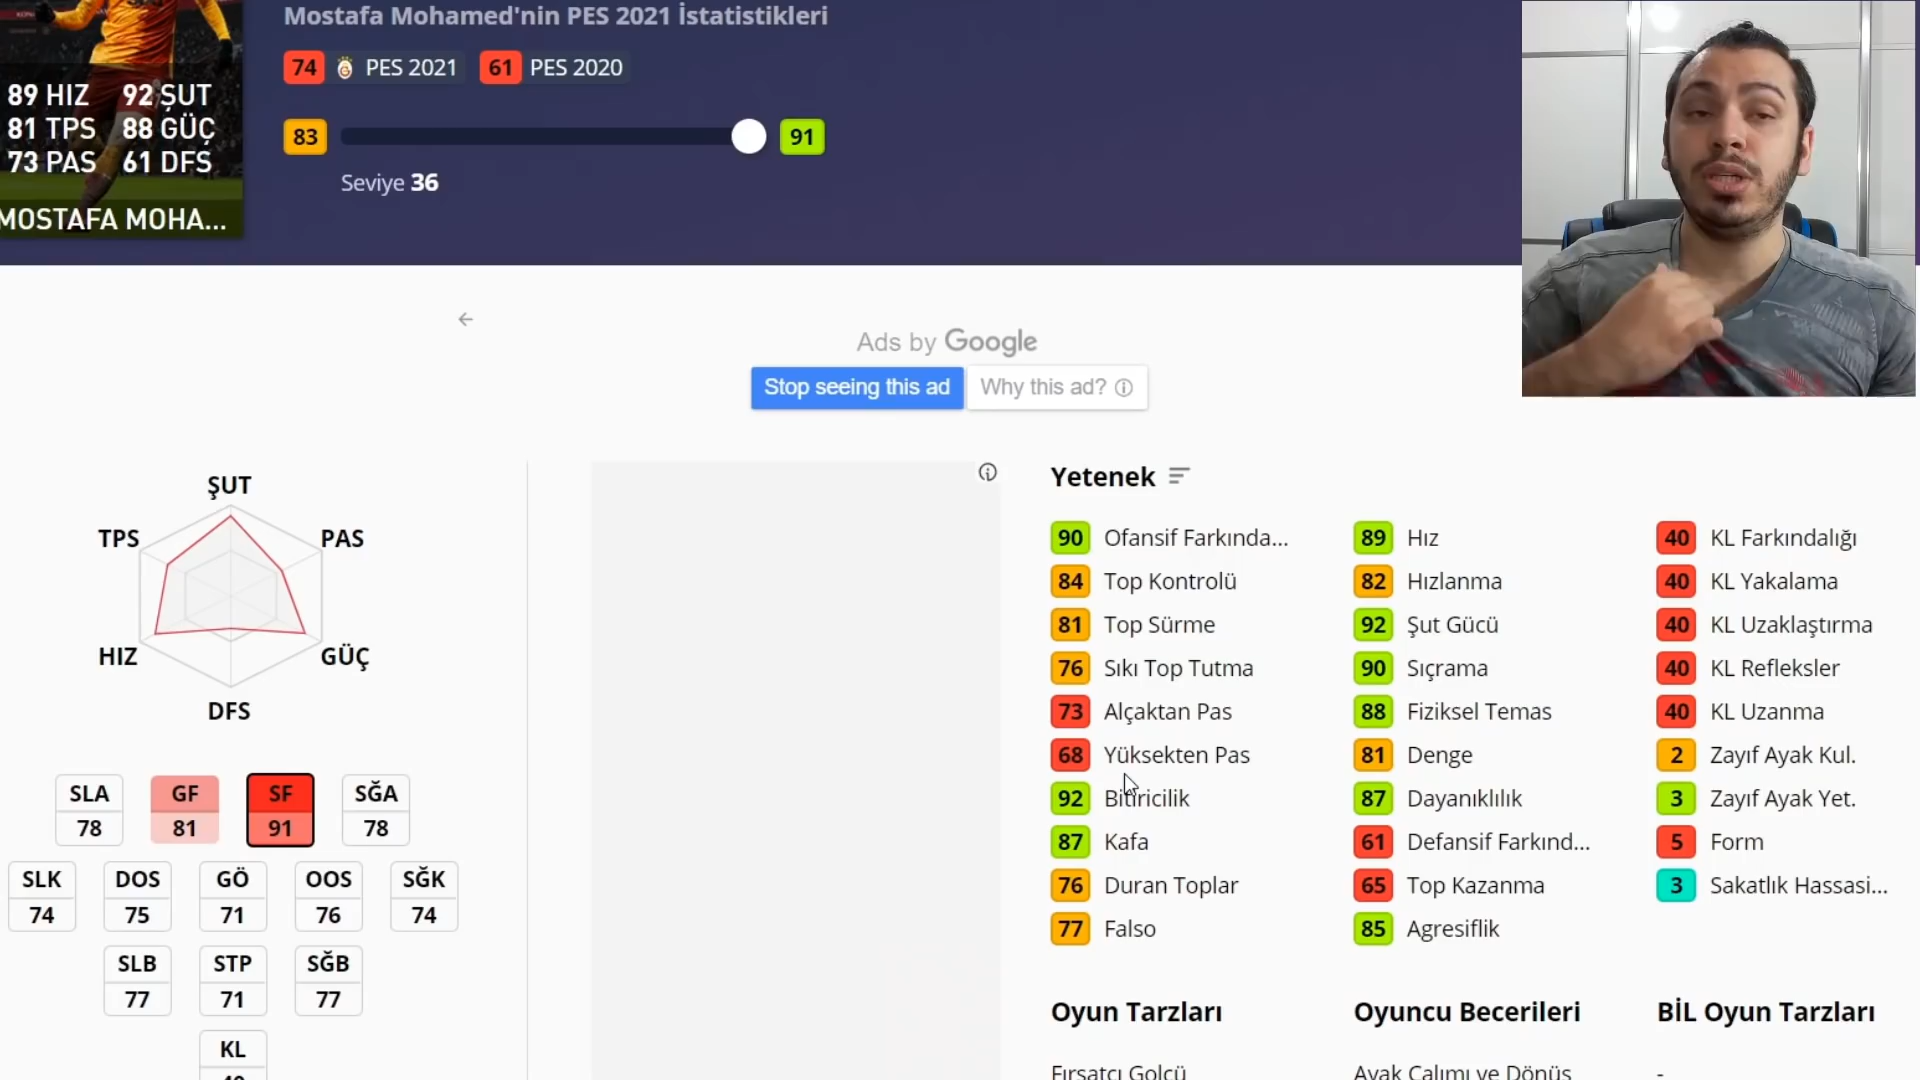 Mostafa Mohamed'nin PES 2021 İstatistikleri
74 PES 2021 61 PES 2020
89 HIZ 92 ŞUT
81 TPS 88 GÜÇ
73 PAS 61 DFS
MOSTAFA MOHA...
83 91
Seviye 36
Ads by Google
Stop seeing this ad Why this ad?
ŞUT
TPS PAS
HIZ GÜÇ
DFS
SLA GF SF SĞA
78 81 91 78
SLK DOS GÖ OOS SĞK
74 75 71 76 74
SLB STP SĞB
77 71 77
KL
Yetenek
90 Ofansif Farkında...
84 Top Kontrolü
81 Top Sürme
76 Sıkı Top Tutma
73 Alçaktan Pas
68 Yüksekten Pas
92 Bitiricilik
87 Kafa
76 Duran Toplar
77 Falso
89 Hız
82 Hızlanma
92 Şut Gücü
90 Sıçrama
88 Fiziksel Temas
81 Denge
87 Dayanıklılık
61 Defansif Farkınd...
65 Top Kazanma
85 Agresiflik
40 KL Farkındalığı
40 KL Yakalama
40 KL Uzaklaştırma
40 KL Refleksler
40 KL Uzanma
2 Zayıf Ayak Kul.
3 Zayıf Ayak Yet.
5 Form
3 Sakatlık Hassasi...
Oyun Tarzları
Fırsatçı Golcü
Oyuncu Becerileri
Ayak Çalımı ve Dönüş
BİL Oyun Tarzları
-